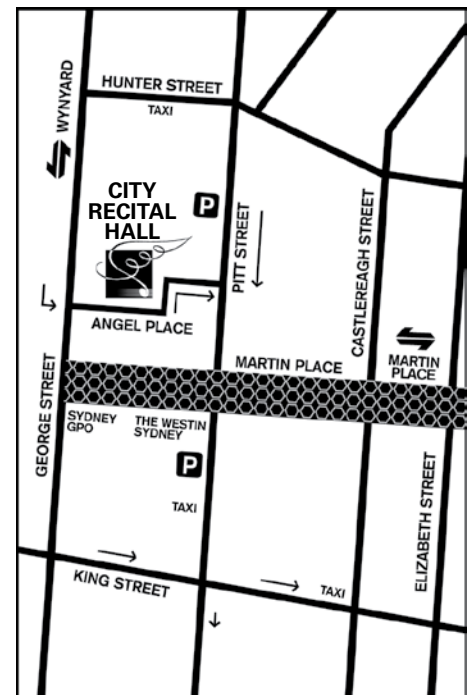 HUNTER STREET
TAXI
WYNYARD
CITY
RECITAL
HALL
P
PITT STREET
CASTLEREAGH STREET
ANGEL PLACE
MARTIN PLACE
MARTIN
PLACE
GEORGE STREET
SYDNEY
GPO
THE WESTIN
SYDNEY
P
TAXI
ELIZABETH STREET
KING STREET
TAXI